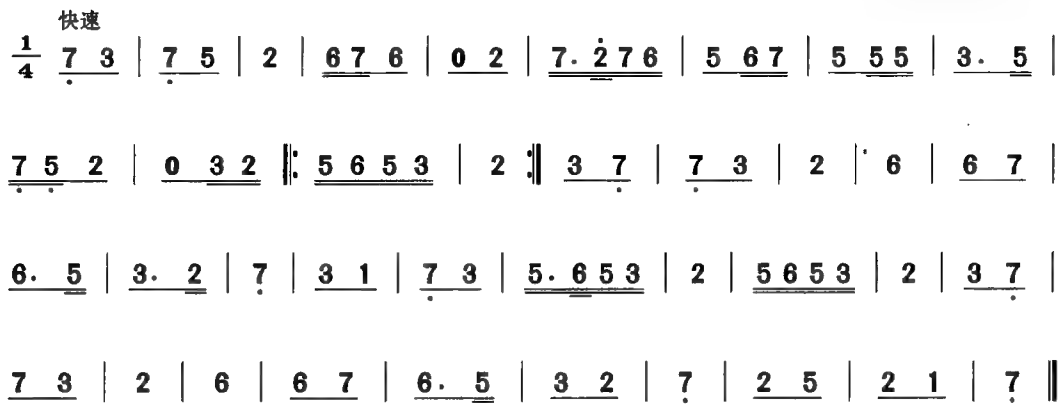 快速
1/4 7̣ 3 | 7̣ 5 | 2 | 6 7 6 | 0 2 | 7. 2̇ 7 6 | 5 6 7 | 5 5 5 | 3. 5 |
7̣ 5̣ 2 | 0 3 2 ‖: 5 6 5 3 | 2 :‖ 3 7̣ | 7̣ 3 | 2 | 6 | 6 7 |
6. 5 | 3. 2 | 7̣ | 3 1 | 7̣ 3 | 5. 6 5 3 | 2 | 5 6 5 3 | 2 | 3 7̣ |
7 3 | 2 | 6 | 6 7 | 6. 5 | 3 2 | 7̣ | 2 5 | 2 1 | 7̣ ‖